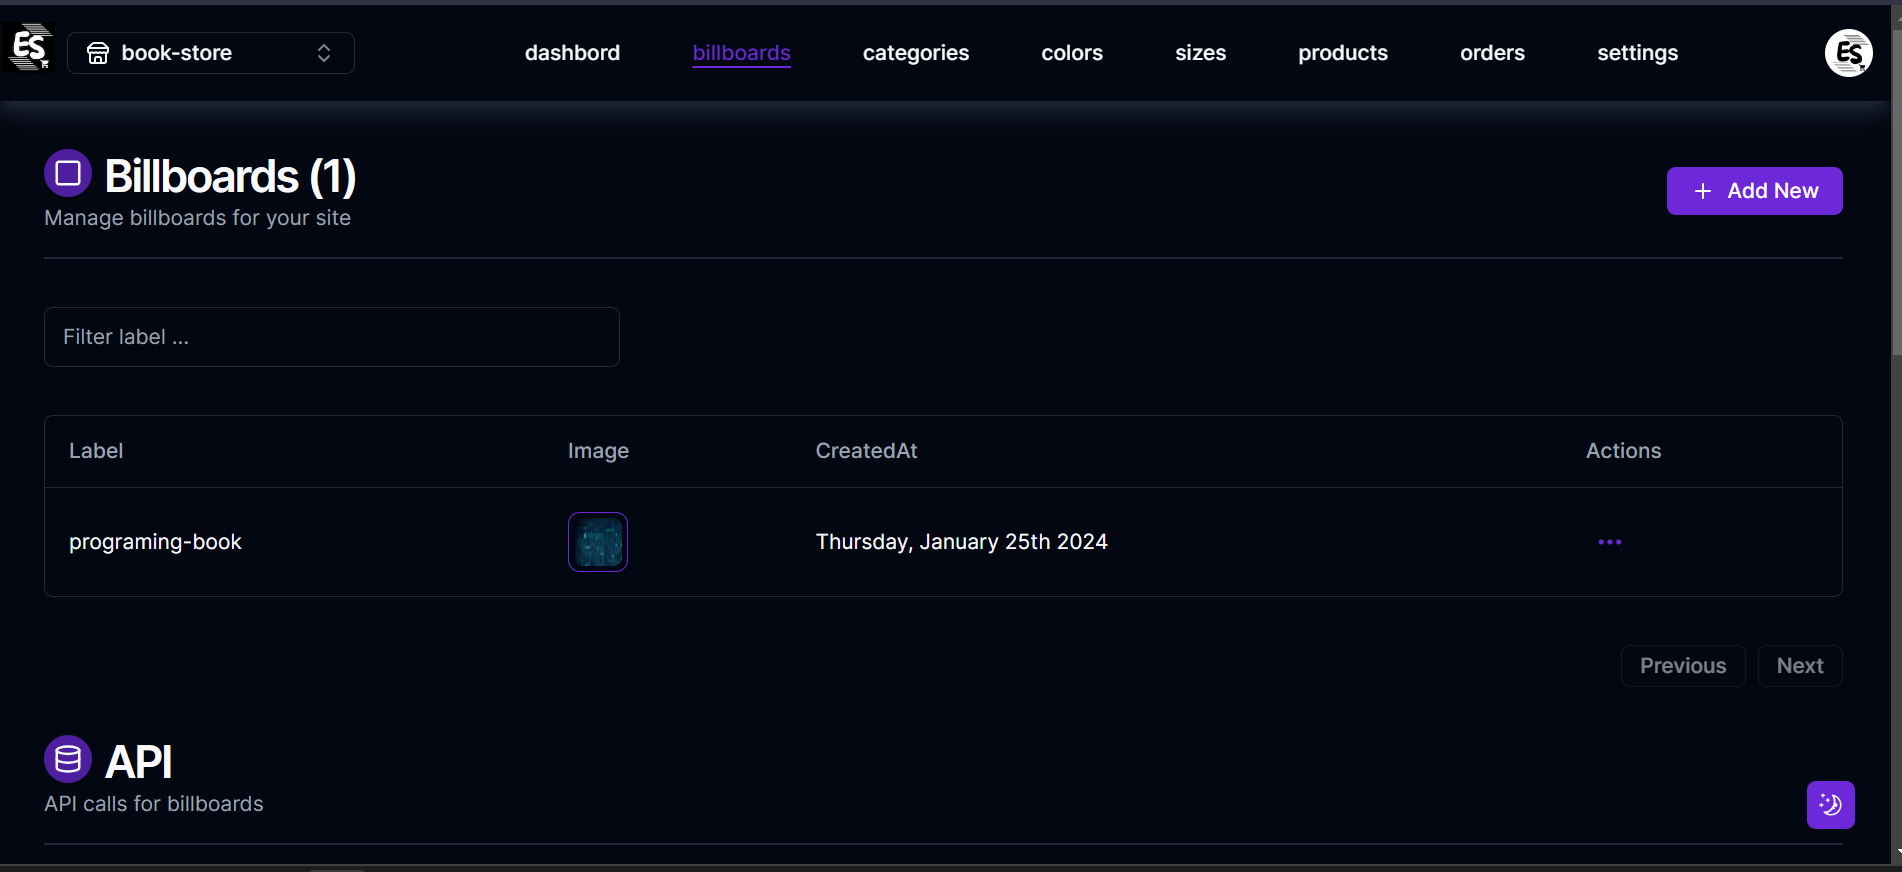 ES book-store dashbord billboards categories colors sizes products orders settings ES
Billboards (1)
Manage billboards for your site
+ Add New
Filter label ...
Label Image CreatedAt Actions
programing-book Thursday, January 25th 2024 ...
Previous Next
API
API calls for billboards